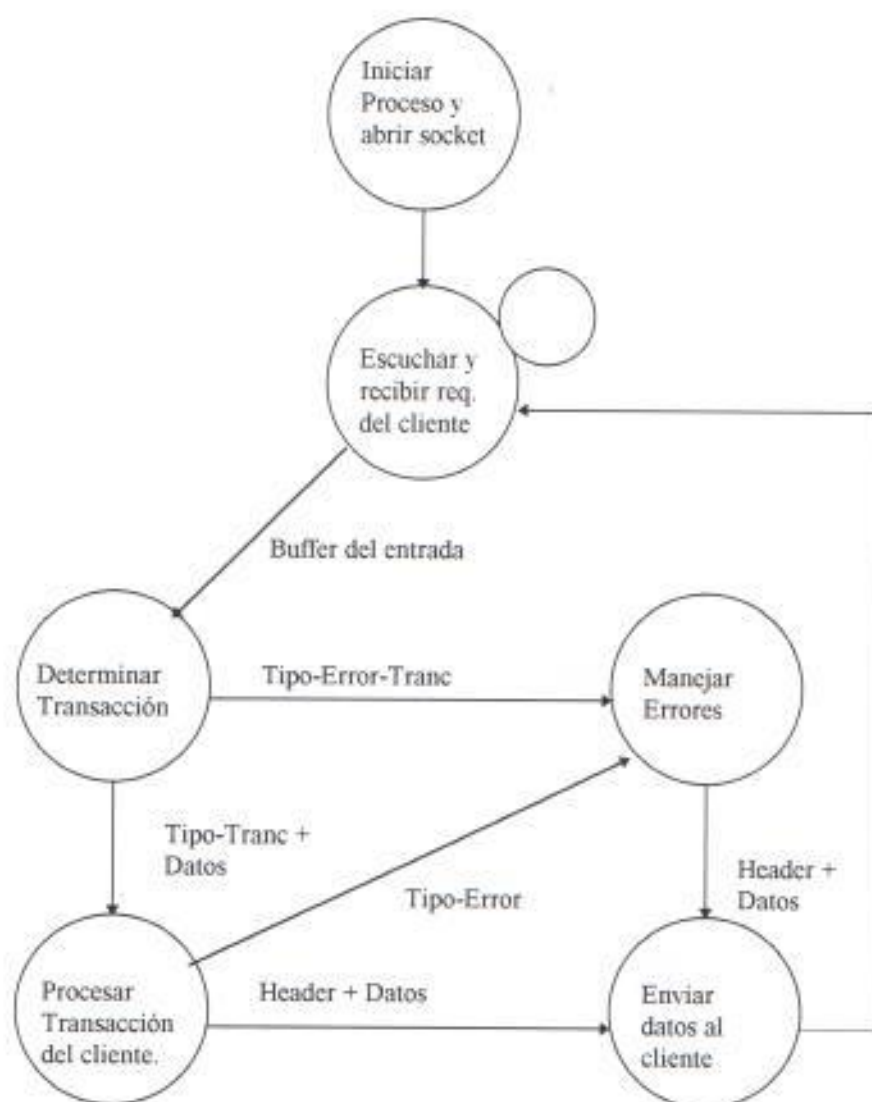 Iniciar
Proceso y
abrir socket
Escuchar y
recibir req.
del cliente
Buffer del entrada
Determinar
Transacción
Tipo-Error-Tranc
Manejar
Errores
Tipo-Tranc +
Datos
Tipo-Error
Header +
Datos
Procesar
Transacción
del cliente.
Header + Datos
Enviar
datos al
cliente